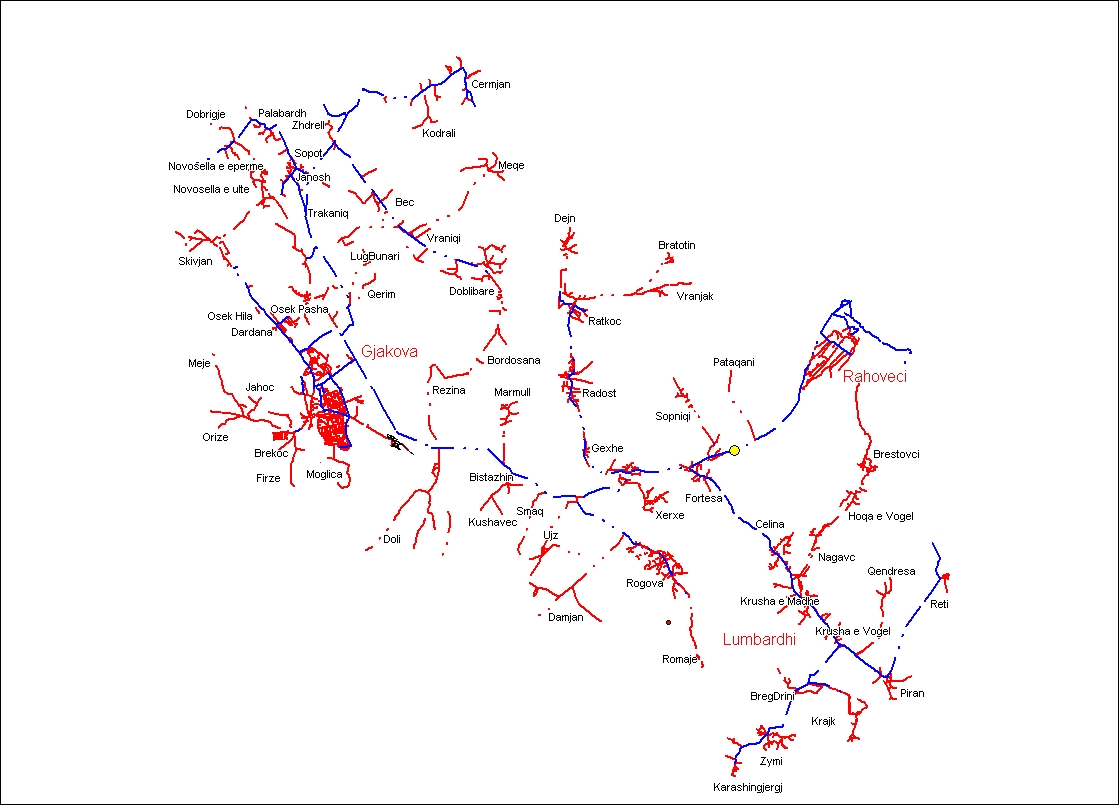 Cermjan
Dobrigje
Palabardh
Zhdrell
Kodrali
Sopot
Novosella e eperme
Meqe
Janosh
Novosella e ulte
Bec
Trakaniq
Dejn
Vraniqi
Bratotin
LugBunari
Skivjan
Doblibare
Qerim
Vranjak
Osek Pasha
Osek Hila
Ratkoc
Dardana
Gjakova
Bordosana
Meje
Pataqani
Rahoveci
Jahoc
Rezina
Marmull
Radost
Sopniqi
Orize
Gexhe
Brekoc
Brestovci
Firze
Moglica
Bistazhin
Fortesa
Smaq
Xerxe
Hoqa e Vogel
Kushavec
Celina
Doli
Ujz
Nagavc
Qendresa
Rogova
Krusha e Madhe
Reti
Damjan
Krusha e Vogel
Lumbardhi
Romaje
BregDrini
Piran
Krajk
Zymi
Karashingjergj